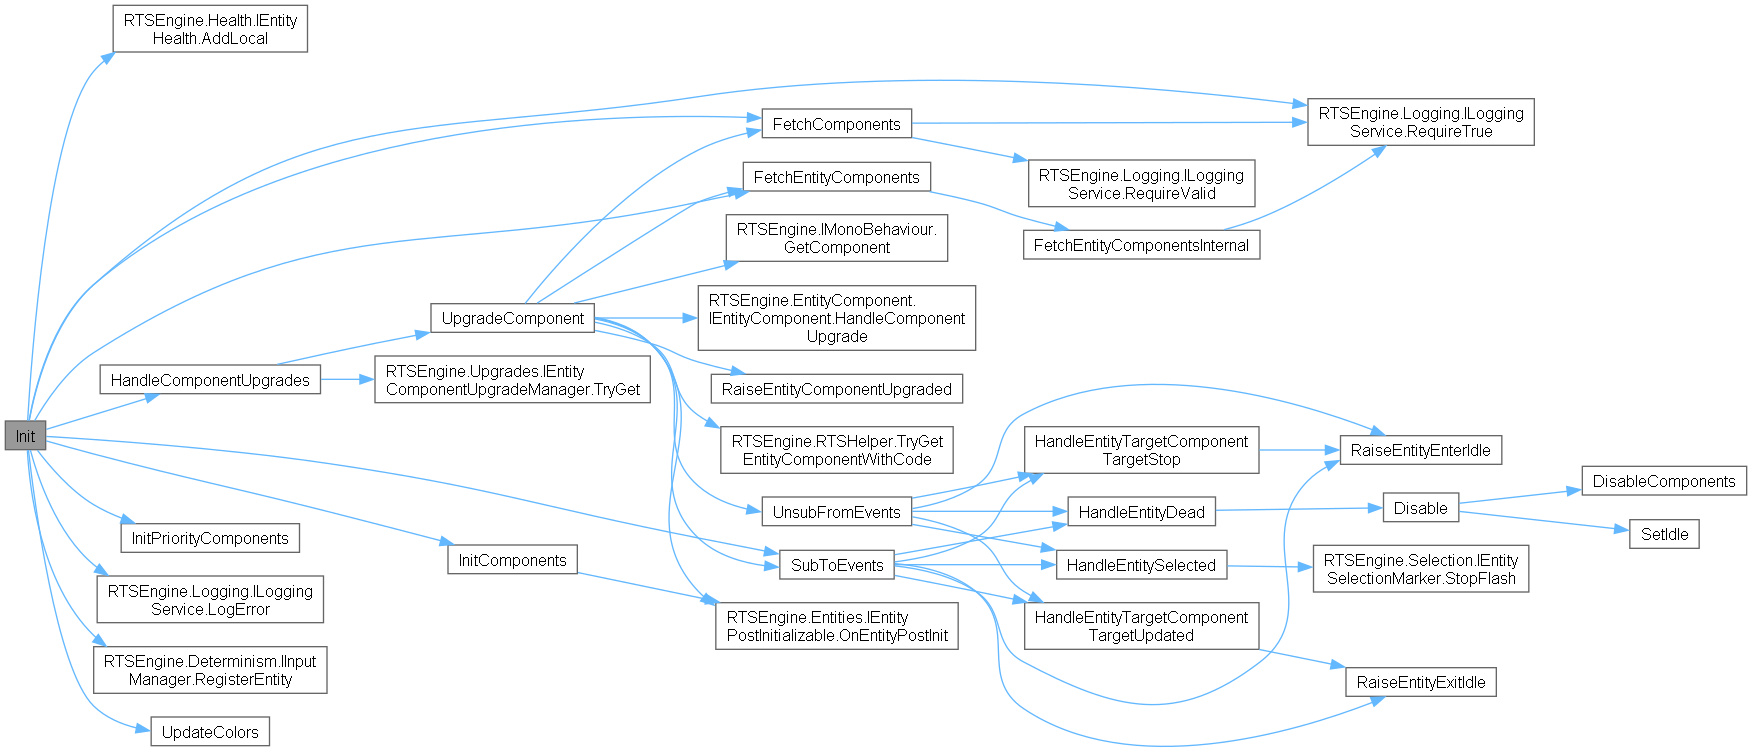 RTSEngine.Health.IEntity
Health.AddLocal
FetchComponents
RTSEngine.Logging.ILogging
Service.RequireTrue
FetchEntityComponents
RTSEngine.Logging.ILogging
Service.RequireValid
RTSEngine.IMonoBehaviour.
GetComponent
FetchEntityComponentsInternal
UpgradeComponent
RTSEngine.EntityComponent.
IEntityComponent.HandleComponent
Upgrade
HandleComponentUpgrades
RTSEngine.Upgrades.IEntity
ComponentUpgradeManager.TryGet
RaiseEntityComponentUpgraded
Init
RTSEngine.RTSHelper.TryGet
EntityComponentWithCode
HandleEntityTargetComponent
TargetStop
RaiseEntityEnterIdle
DisableComponents
UnsubFromEvents
HandleEntityDead
Disable
SetIdle
InitPriorityComponents
InitComponents
SubToEvents
HandleEntitySelected
RTSEngine.Selection.IEntity
SelectionMarker.StopFlash
RTSEngine.Logging.ILogging
Service.LogError
RTSEngine.Entities.IEntity
PostInitializable.OnEntityPostInit
HandleEntityTargetComponent
TargetUpdated
RTSEngine.Determinism.IInput
Manager.RegisterEntity
RaiseEntityExitIdle
UpdateColors